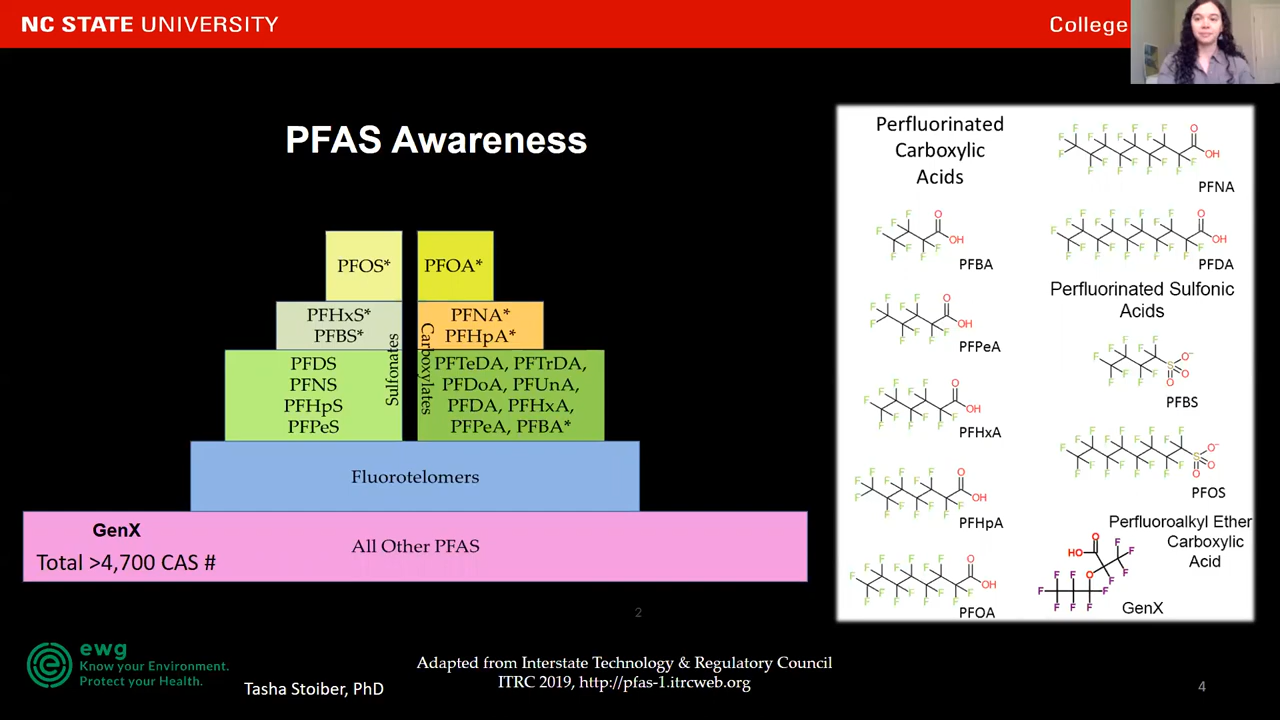 NC STATE UNIVERSITY
College
PFAS Awareness
PFOS*
PFOA*
PFHxS*
PFBS*
PFNA*
PFHpA*
Sulfonates
Carboxylates
PFDS
PFNS
PFHpS
PFPeS
PFTeDA, PFTrDA,
PFDoA, PFUnA,
PFDA, PFHxA,
PFPeA, PFBA*
Fluorotelomers
GenX
Total >4,700 CAS #
All Other PFAS
2
Perfluorinated
Carboxylic
Acids
PFBA
PFPeA
PFHxA
PFHpA
PFOA
PFNA
PFDA
Perfluorinated Sulfonic
Acids
PFBS
PFOS
Perfluoroalkyl Ether
Carboxylic
Acid
GenX
ewg
Know your Environment.
Protect your Health.
Tasha Stoiber, PhD
Adapted from Interstate Technology & Regulatory Council
ITRC 2019, http://pfas-1.itrcweb.org
4